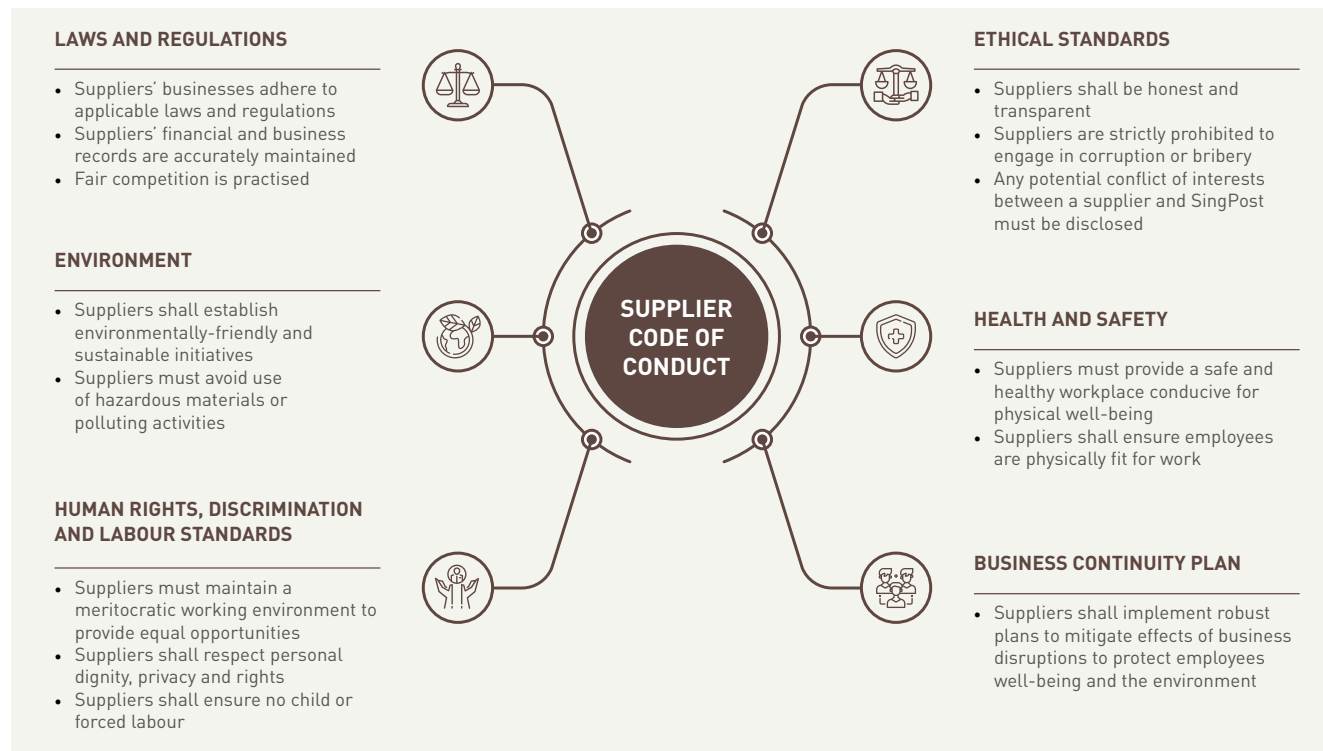 LAWS AND REGULATIONS
• Suppliers' businesses adhere to
applicable laws and regulations
• Suppliers' financial and business
records are accurately maintained
• Fair competition is practised
ENVIRONMENT
• Suppliers shall establish
environmentally-friendly and
sustainable initiatives
• Suppliers must avoid use
of hazardous materials or
polluting activities
HUMAN RIGHTS, DISCRIMINATION
AND LABOUR STANDARDS
• Suppliers must maintain a
meritocratic working environment to
provide equal opportunities
• Suppliers shall respect personal
dignity, privacy and rights
• Suppliers shall ensure no child or
forced labour
SUPPLIER
CODE OF
CONDUCT
ETHICAL STANDARDS
• Suppliers shall be honest and
transparent
• Suppliers are strictly prohibited to
engage in corruption or bribery
• Any potential conflict of interests
between a supplier and SingPost
must be disclosed
HEALTH AND SAFETY
• Suppliers must provide a safe and
healthy workplace conducive for
physical well-being
• Suppliers shall ensure employees
are physically fit for work
BUSINESS CONTINUITY PLAN
• Suppliers shall implement robust
plans to mitigate effects of business
disruptions to protect employees
well-being and the environment